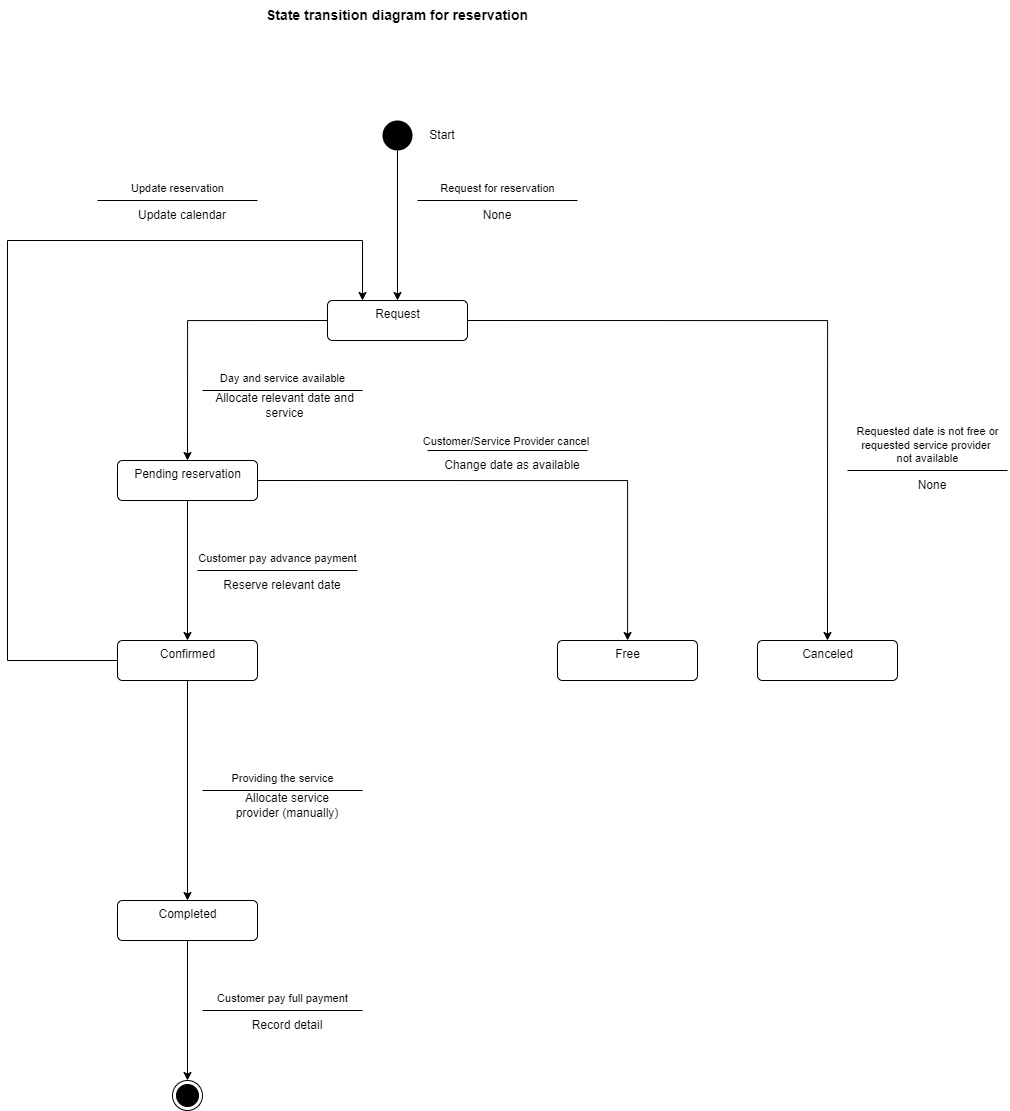 State transition diagram for reservation
Start
Update reservation
Update calendar
Request for reservation
None
Request
Day and service available
Allocate relevant date and
service
Customer/Service Provider cancel
Change date as available
Requested date is not free or
requested service provider
not available
None
Pending reservation
Customer pay advance payment
Reserve relevant date
Confirmed
Free
Canceled
Providing the service
Allocate service
provider (manually)
Completed
Customer pay full payment
Record detail